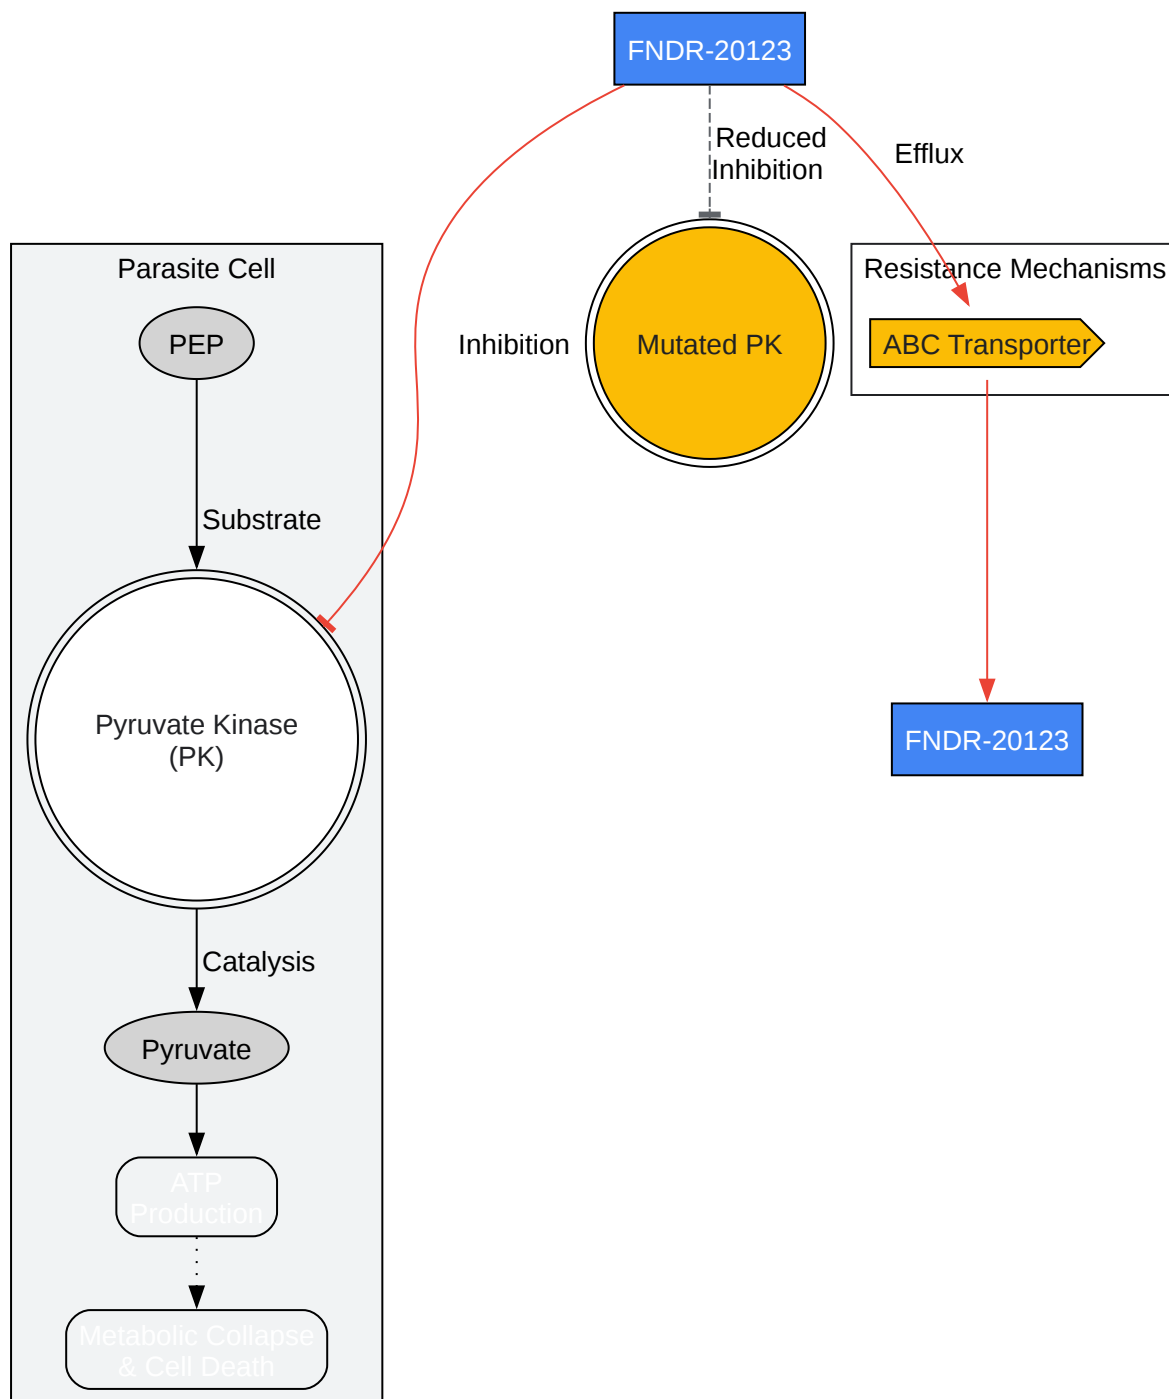 FNDR-20123
Reduced
Inhibition
Efflux
Parasite Cell
Resistance Mechanisms
PEP
Inhibition
Mutated PK
ABC Transporter
Substrate
Pyruvate Kinase
(PK)
FNDR-20123
Catalysis
Pyruvate
ATP
Production
Metabolic Collapse
& Cell Death